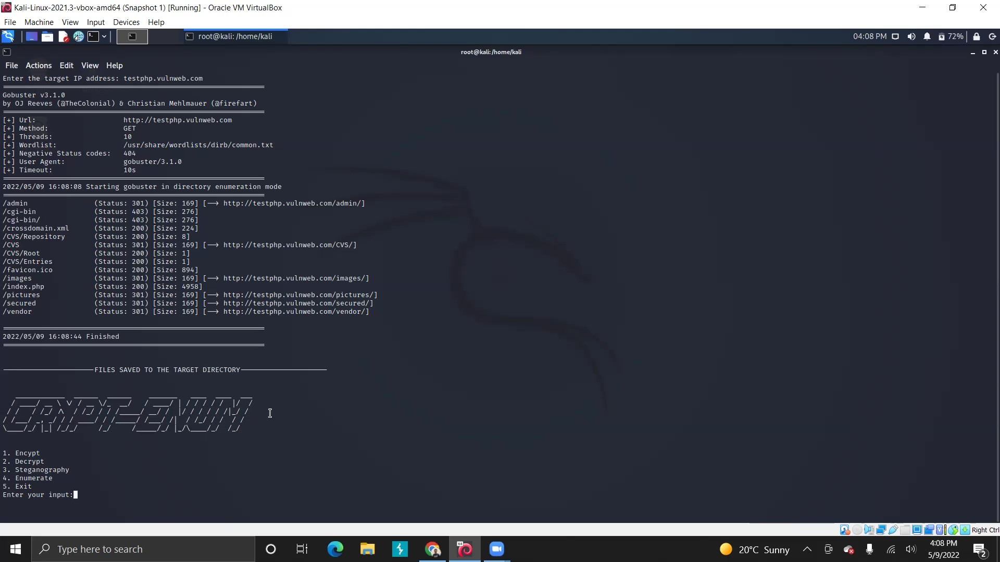 Kali-Linux-2021.3-vbox-amd64 (Snapshot 1) [Running] - Oracle VM VirtualBox
File Machine View Input Devices Help
root@kali: /home/kali
04:08 PM 72%
root@kali: /home/kali
File Actions Edit View Help
Enter the target IP address: testphp.vulnweb.com
Gobuster v3.1.0
by OJ Reeves (@TheColonial) & Christian Mehlmauer (@firefart)
[+] Url: http://testphp.vulnweb.com
[+] Method: GET
[+] Threads: 10
[+] Wordlist: /usr/share/wordlists/dirb/common.txt
[+] Negative Status codes: 404
[+] User Agent: gobuster/3.1.0
[+] Timeout: 10s
2022/05/09 16:08:08 Starting gobuster in directory enumeration mode
/admin (Status: 301) [Size: 169] [--> http://testphp.vulnweb.com/admin/]
/cgi-bin (Status: 403) [Size: 276]
/cgi-bin/ (Status: 403) [Size: 276]
/crossdomain.xml (Status: 200) [Size: 224]
/CVS/Repository (Status: 200) [Size: 8]
/CVS (Status: 301) [Size: 169] [--> http://testphp.vulnweb.com/CVS/]
/CVS/Root (Status: 200) [Size: 1]
/CVS/Entries (Status: 200) [Size: 1]
/favicon.ico (Status: 200) [Size: 894]
/images (Status: 301) [Size: 169] [--> http://testphp.vulnweb.com/images/]
/index.php (Status: 200) [Size: 4958]
/pictures (Status: 301) [Size: 169] [--> http://testphp.vulnweb.com/pictures/]
/secured (Status: 301) [Size: 169] [--> http://testphp.vulnweb.com/secured/]
/vendor (Status: 301) [Size: 169] [--> http://testphp.vulnweb.com/vendor/]
2022/05/09 16:08:44 Finished
FILES SAVED TO THE TARGET DIRECTORY
CRYPT-ENUM
1. Encypt
2. Decrypt
3. Steganography
4. Enumerate
5. Exit
Enter your input:
Right Ctrl
Type here to search
20°C Sunny
4:08 PM
5/9/2022
2